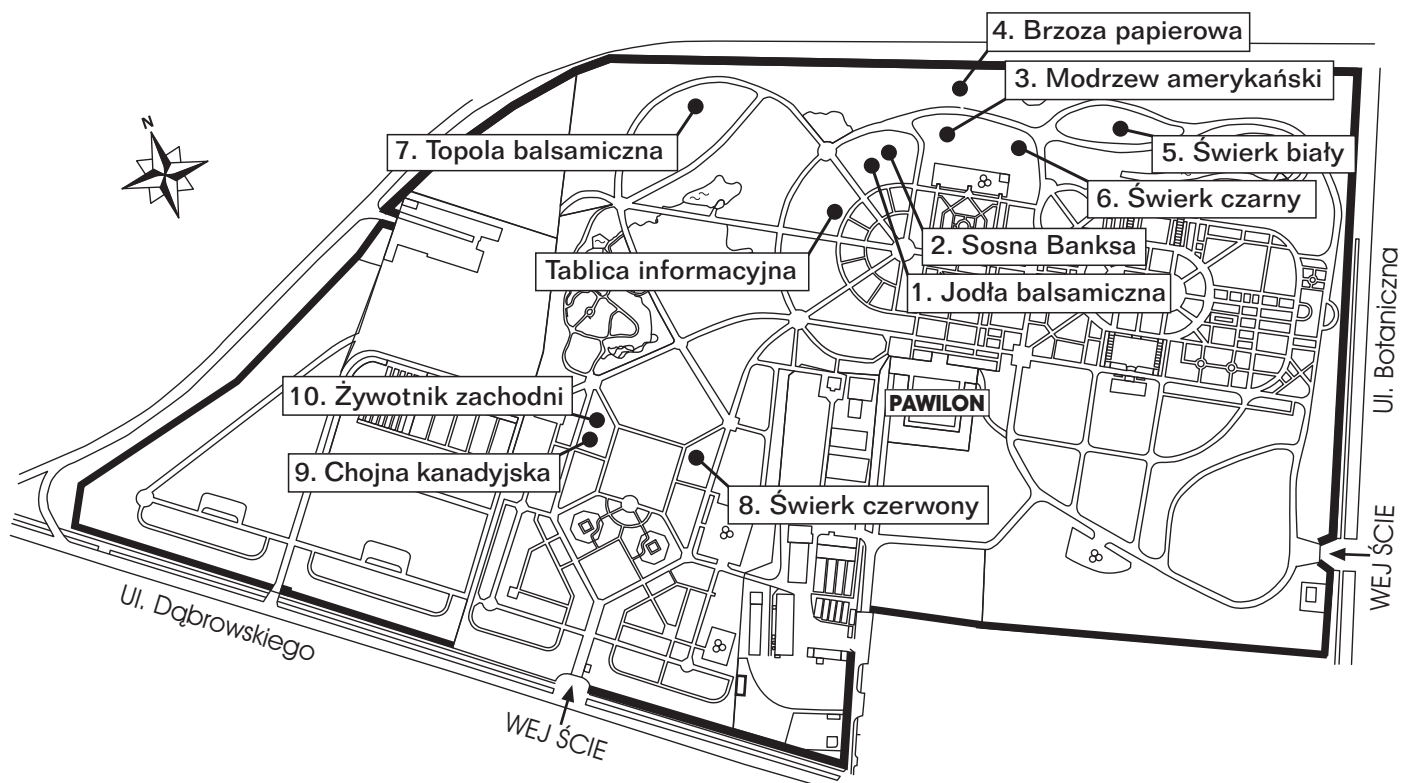 4. Brzoza papierowa
3. Modrzew amerykański
N
7. Topola balsamiczna
5. Świerk biały
6. Świerk czarny
2. Sosna Banksa
Tablica informacyjna
1. Jodła balsamiczna
Ul. Botaniczna
10. Żywotnik zachodni
PAWILON
9. Chojna kanadyjska
8. Świerk czerwony
WEJ ŚCIE
Ul. Dąbrowskiego
WEJ ŚCIE